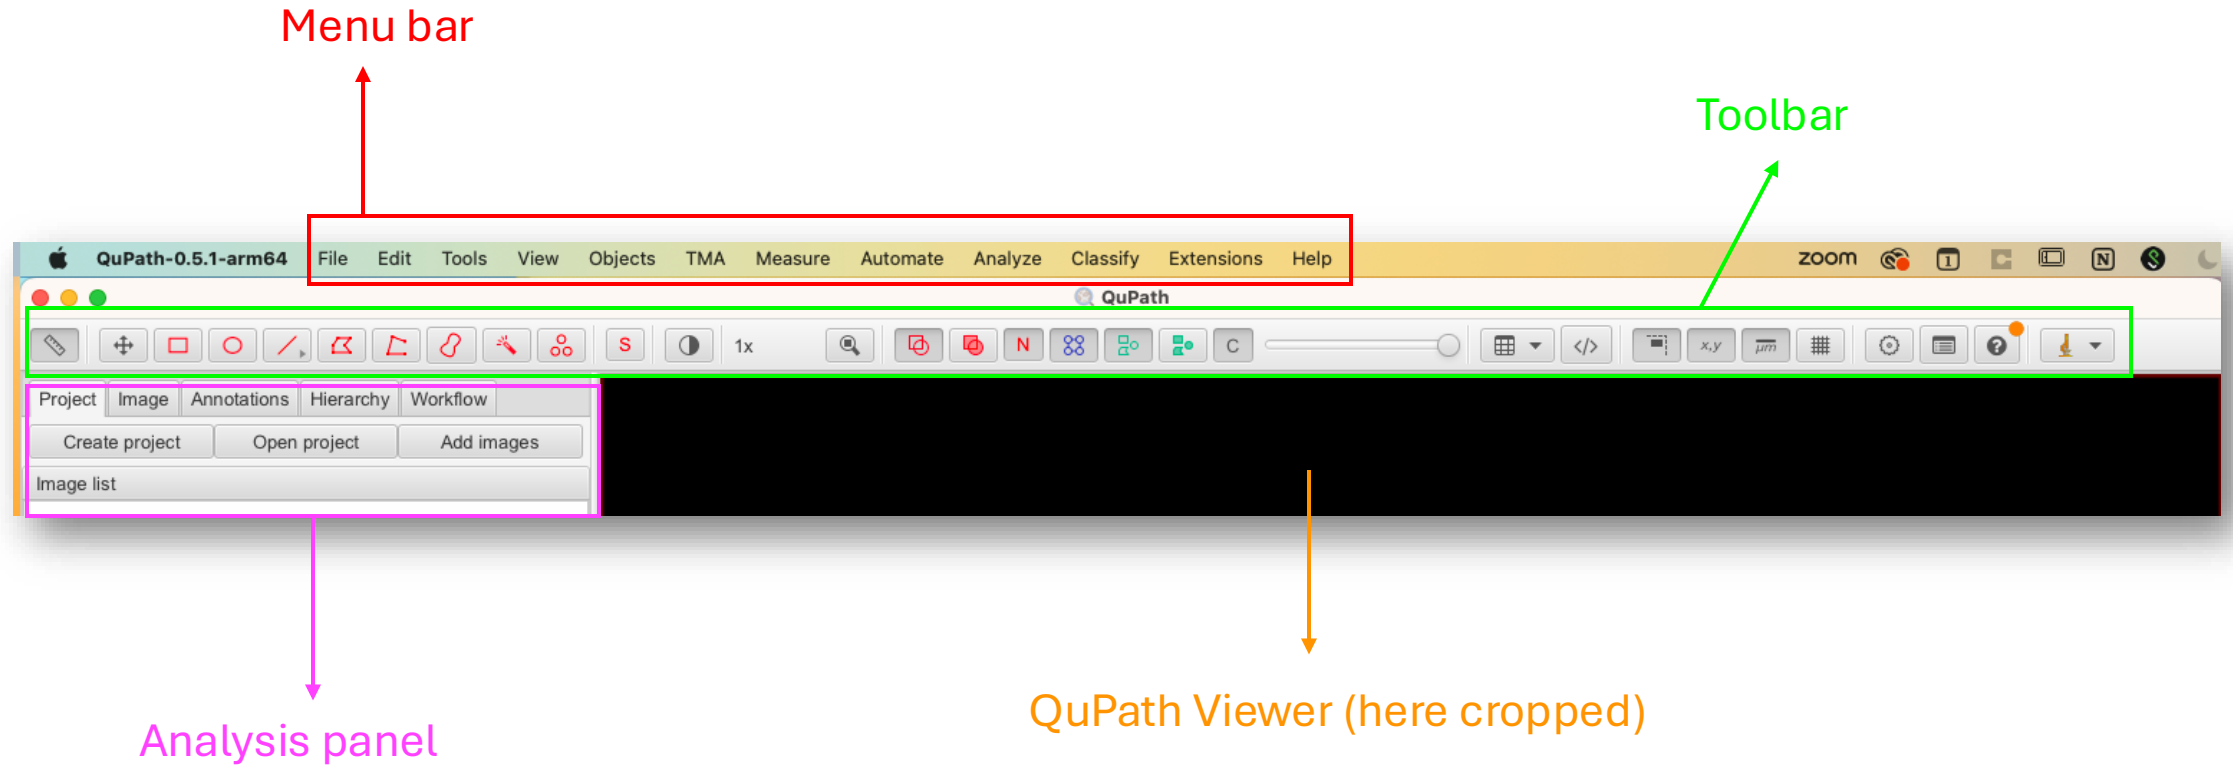 Menu bar
Toolbar
QuPath-0.5.1-arm64 File Edit Tools View Objects TMA Measure Automate Analyze Classify Extensions Help zoom 1 C N S
QuPath
S 1x N C </> x,y µm ?
Project Image Annotations Hierarchy Workflow
Create project Open project Add images
Image list
QuPath Viewer (here cropped)
Analysis panel